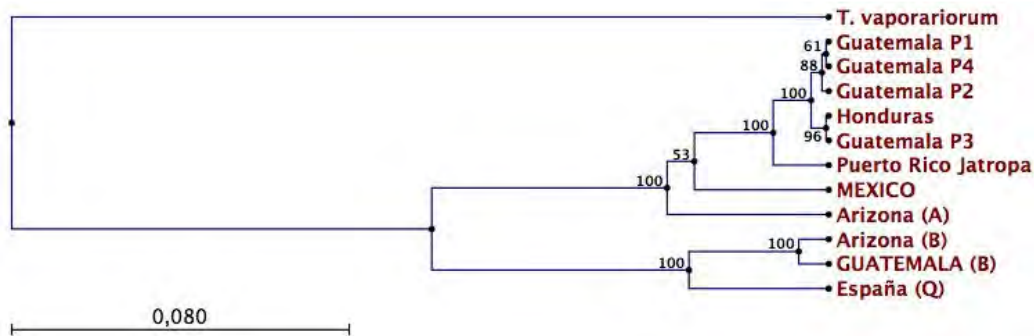 T. vaporariorum
61 Guatemala P1
88 Guatemala P4
Guatemala P2
100
Honduras
100
96 Guatemala P3
53
Puerto Rico Jatropa
100
MEXICO
Arizona (A)
100 Arizona (B)
100
GUATEMALA (B)
España (Q)
0,080